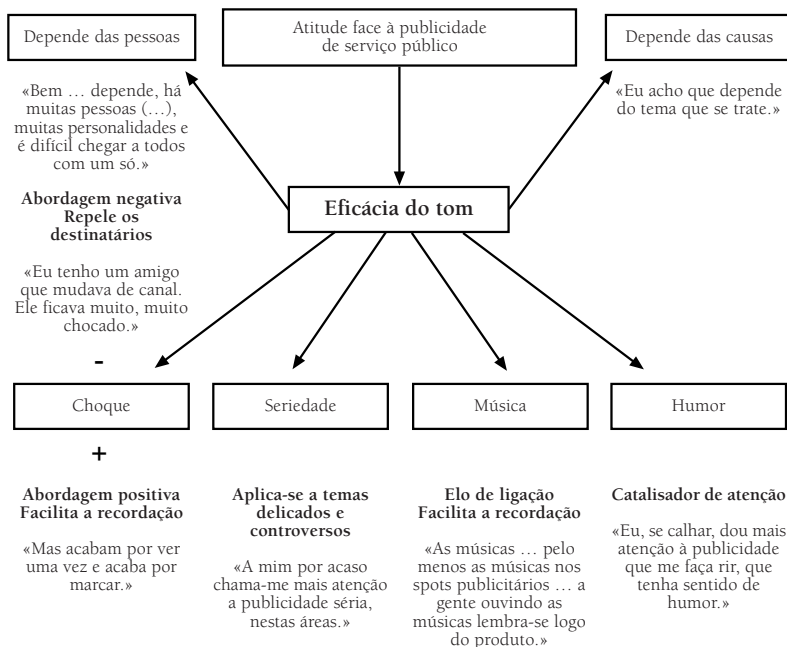 Depende das pessoas
Atitude face à publicidade
de serviço público
Depende das causas
«Bem … depende, há
muitas pessoas (…),
muitas personalidades e
é difícil chegar a todos
com um só.»
«Eu acho que depende
do tema que se trate.»
Abordagem negativa
Repele os
destinatários
Eficácia do tom
«Eu tenho um amigo
que mudava de canal.
Ele ficava muito, muito
chocado.»
-
Choque
Seriedade
Música
Humor
+
Abordagem positiva
Facilita a recordação
«Mas acabam por ver
uma vez e acaba por
marcar.»
Aplica-se a temas
delicados e
controversos
«A mim por acaso
chama-me mais atenção
a publicidade séria,
nestas áreas.»
Elo de ligação
Facilita a recordação
«As músicas … pelo
menos as músicas nos
spots publicitários … a
gente ouvindo as
músicas lembra-se logo
do produto.»
Catalisador de atenção
«Eu, se calhar, dou mais
atenção à publicidade
que me faça rir, que
tenha sentido de
humor.»